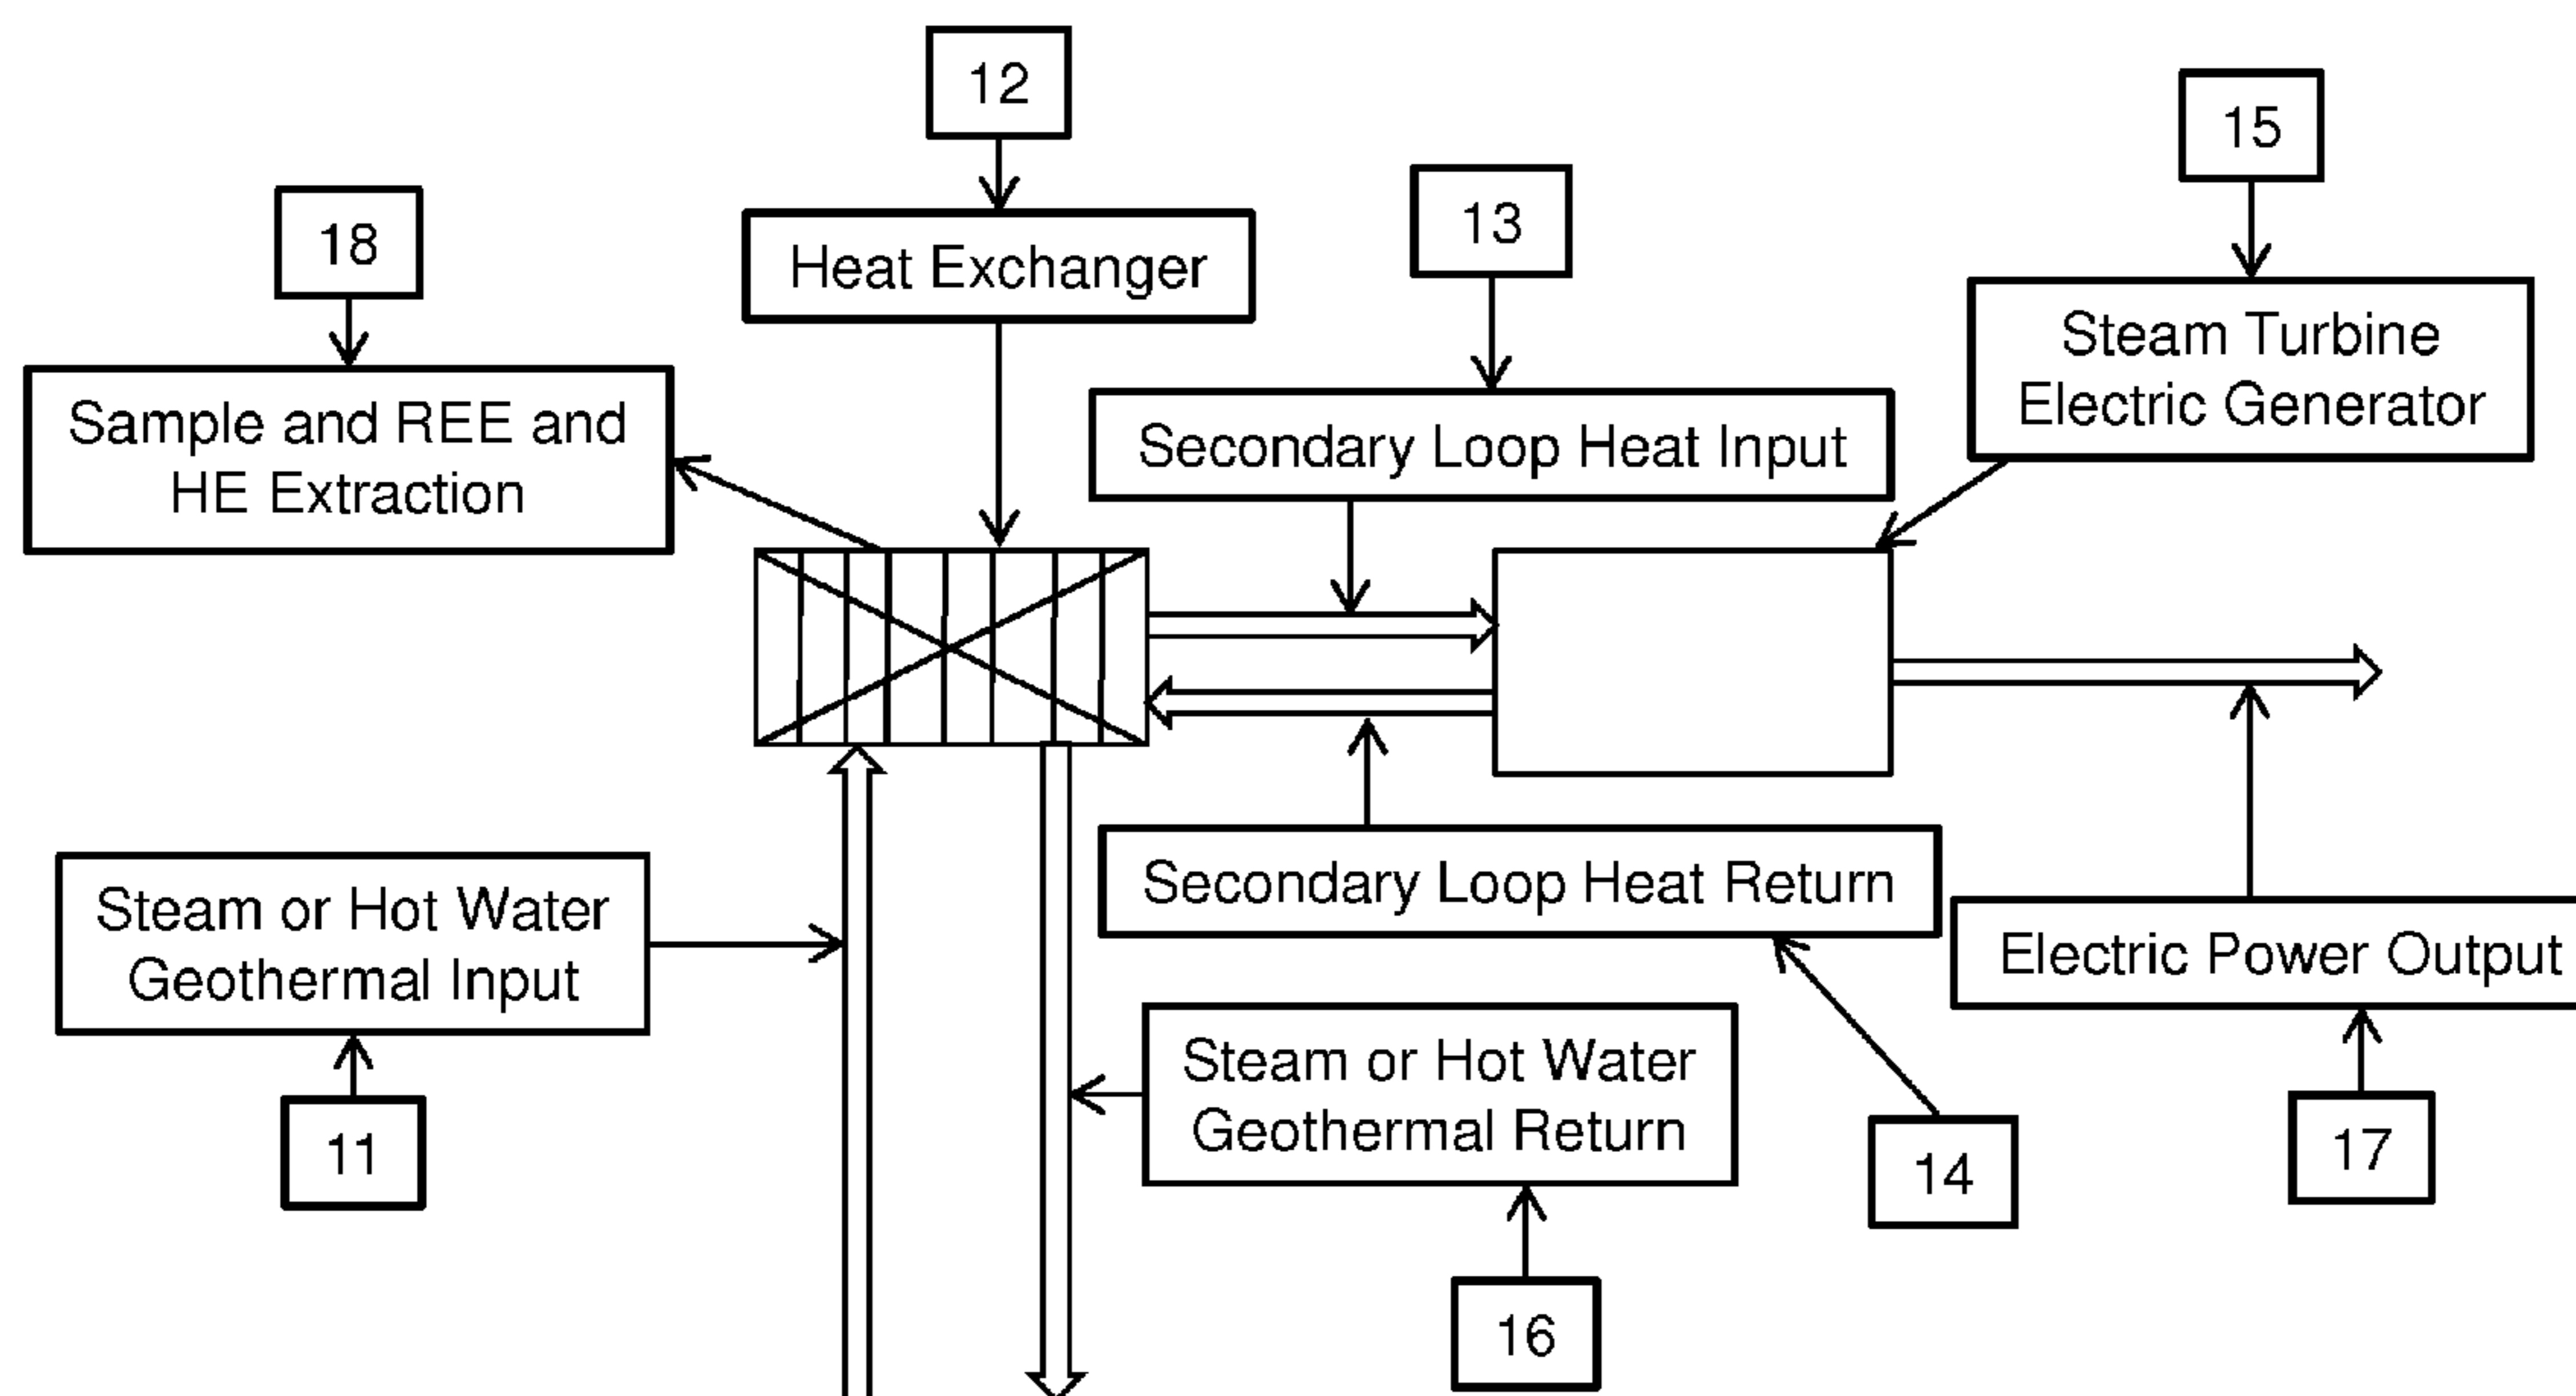 12
15
13
18
Heat Exchanger
Steam Turbine
Electric Generator
Sample and REE and
HE Extraction
Secondary Loop Heat Input
Secondary Loop Heat Return
Steam or Hot Water
Geothermal Input
Electric Power Output
Steam or Hot Water
Geothermal Return
11
14
17
16